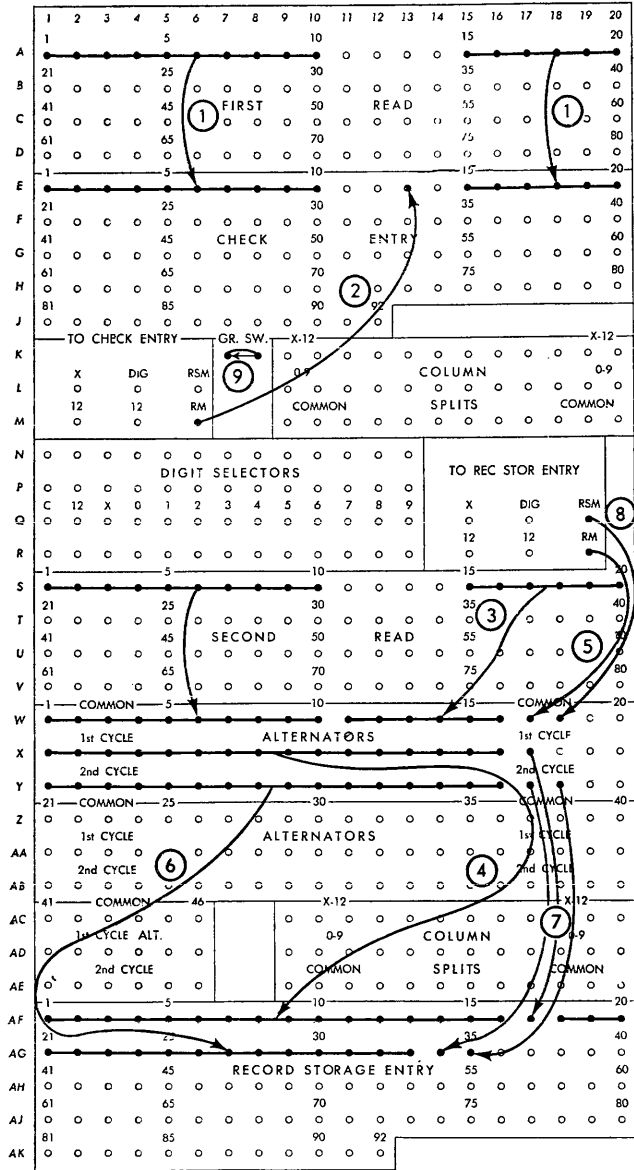 1 2 3 4 5 6 7 8 9 10 11 12 13 14 15 16 17 18 19 20
1 5 10 15 20
A
21 25 30 35 40
B
41 45 FIRST 50 READ 55 60
1 1
C
61 65 70 75 80
D
1 5 10 15 20
E
21 25 30 35 40
F
41 45 CHECK 50 ENTRY 55 60
G
61 65 70 75 80
H
2
81 85 90 92
J
TO CHECK ENTRY GR. SW. X-12 X-12
K
X DIG RSM 9 0-9 COLUMN 0-9
L
12 12 RM COMMON SPLITS COMMON
M
N
DIGIT SELECTORS TO REC STOR ENTRY
P
C 12 X 0 1 2 3 4 5 6 7 8 9 X DIG RSM 8
Q
12 12 RM
R
1 5 10 15 20
S
21 25 30 35 40
3
T
41 45 SECOND 50 READ 55 5
U
61 65 70 75 80
V
1 COMMON 5 10 15 COMMON 20
W
1st CYCLE ALTERNATORS 1st CYCLE
X
2nd CYCLE 2nd CYCLE
Y
21 COMMON 25 30 35 COMMON 40
Z
1st CYCLE ALTERNATORS 1st CYCLE
AA
2nd CYCLE 6 4 2nd CYCLE
AB
41 COMMON 46 X-12 X-12
AC
7
1st CYCLE ALT. 0-9 COLUMN 0-9
AD
2nd CYCLE COMMON SPLITS COMMON
AE
1 5 10 15 20
AF
21 25 30 35 40
AG
41 45 RECORD STORAGE ENTRY 55 60
AH
61 65 70 75 80
AJ
81 85 90 92
AK